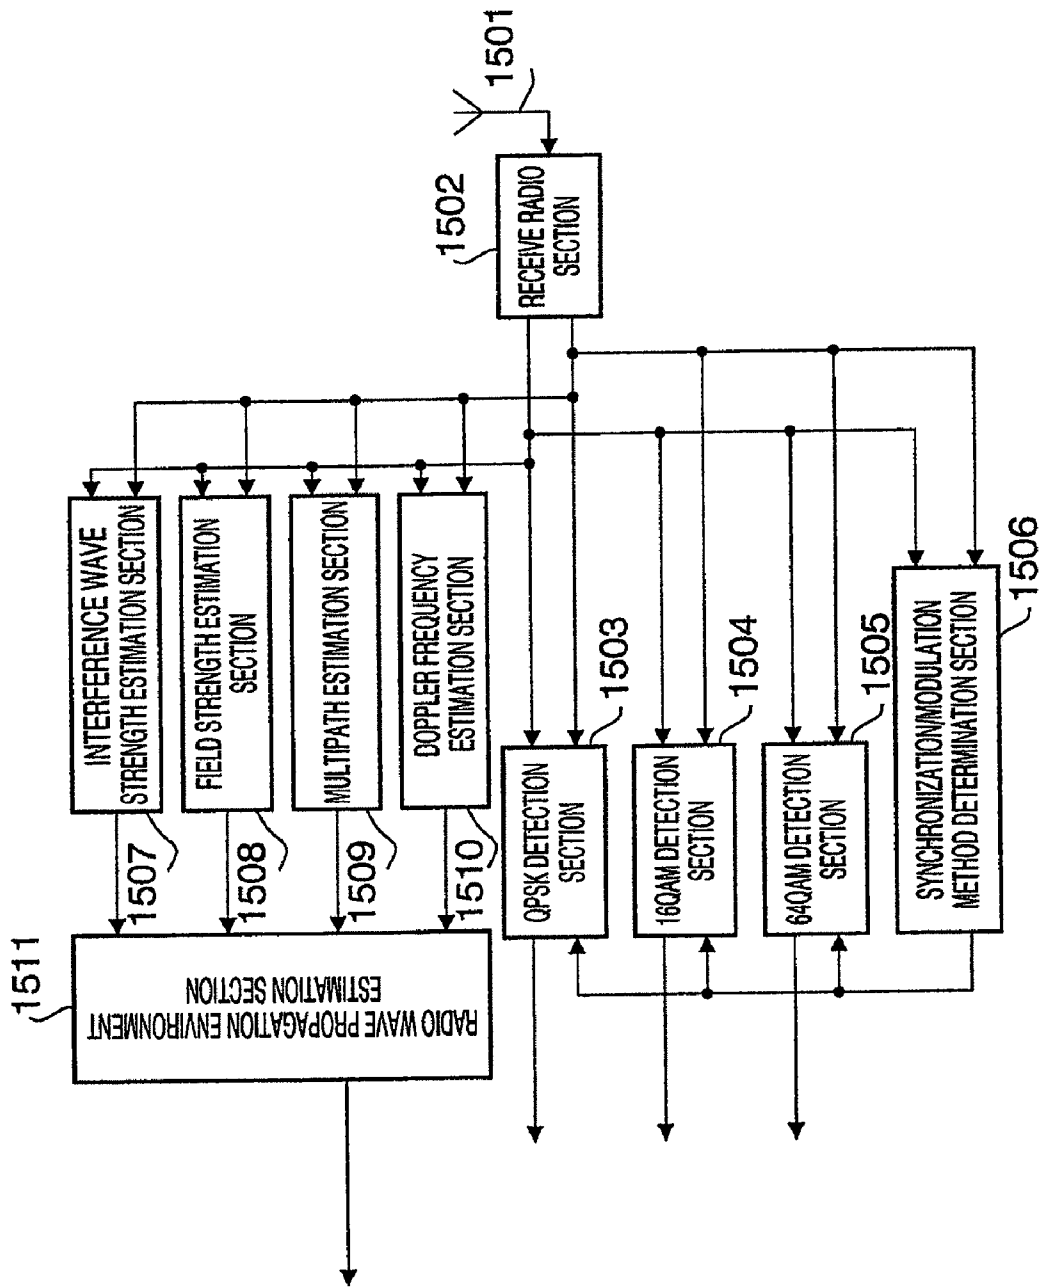 1501
1502
RECEIVE RADIO
SECTION
INTERFERENCE WAVE
STRENGTH ESTIMATION SECTION
1507
FIELD STRENGTH ESTIMATION
SECTION
1508
MULTIPATH ESTIMATION SECTION
1509
DOPPLER FREQUENCY
ESTIMATION SECTION
1510
1511
RADIO WAVE PROPAGATION ENVIRONMENT
ESTIMATION SECTION
QPSK DETECTION
SECTION
1503
16QAM DETECTION
SECTION
1504
64QAM DETECTION
SECTION
1505
SYNCHRONIZATION/MODULATION
METHOD DETERMINATION SECTION
1506